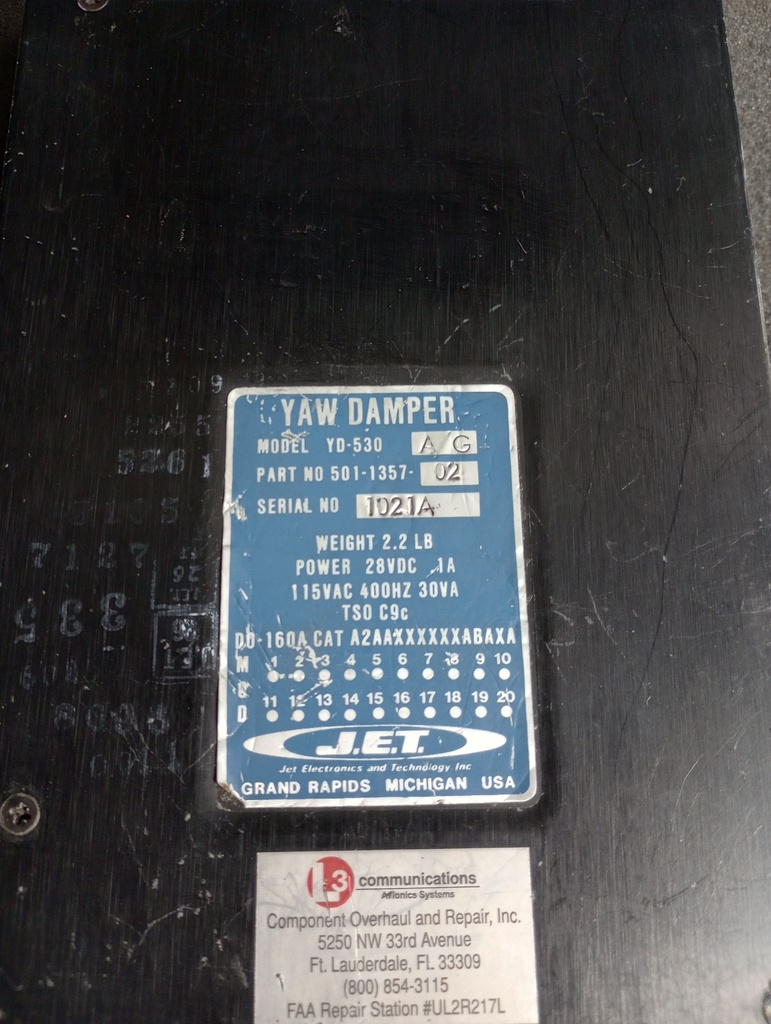 YAW DAMPER
MODEL YD-530 A G
PART NO 501-1357- 02
SERIAL NO 1021A
WEIGHT 2.2 LB
POWER 28VDC .1A
115VAC 400HZ 30VA
TSO C9c
DO-160A CAT A2AAXXXXXXABAXA
M 1 2 3 4 5 6 7 8 9 10
O
D 11 12 13 14 15 16 17 18 19 20
J.E.T.
Jet Electronics and Technology Inc
GRAND RAPIDS MICHIGAN USA
7127
L3 communications
Avionics Systems
Component Overhaul and Repair, Inc.
5250 NW 33rd Avenue
Ft. Lauderdale, FL 33309
(800) 854-3115
FAA Repair Station #UL2R217L